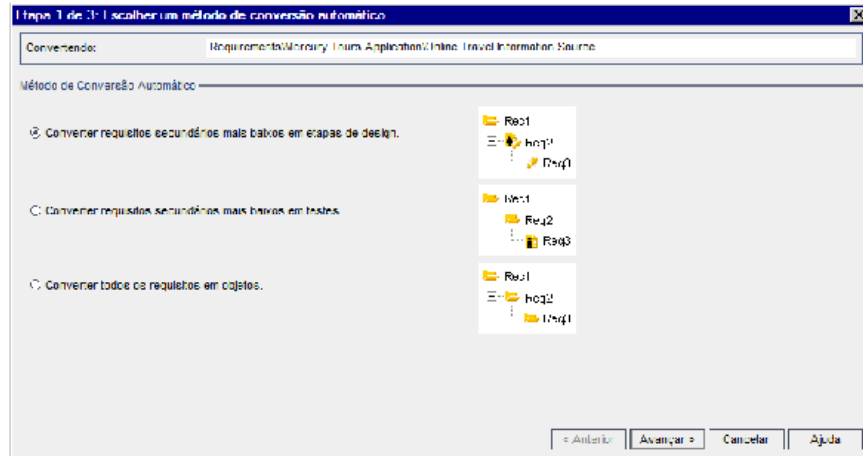 Etapa 1 de 3: Escolher um método de conversão automático
Convertendo: Requirements\Mercury Tours Application\Online Travel Information Source
Método de Conversão Automático
Converter requisitos secundários mais baixos em etapas de design.
Req1
Req2
Req3
Converter requisitos secundários mais baixos em testes.
Req1
Req2
Req3
Converter todos os requisitos em objetos.
Req1
Req2
Req3
< Anterior Avançar > Cancelar Ajuda